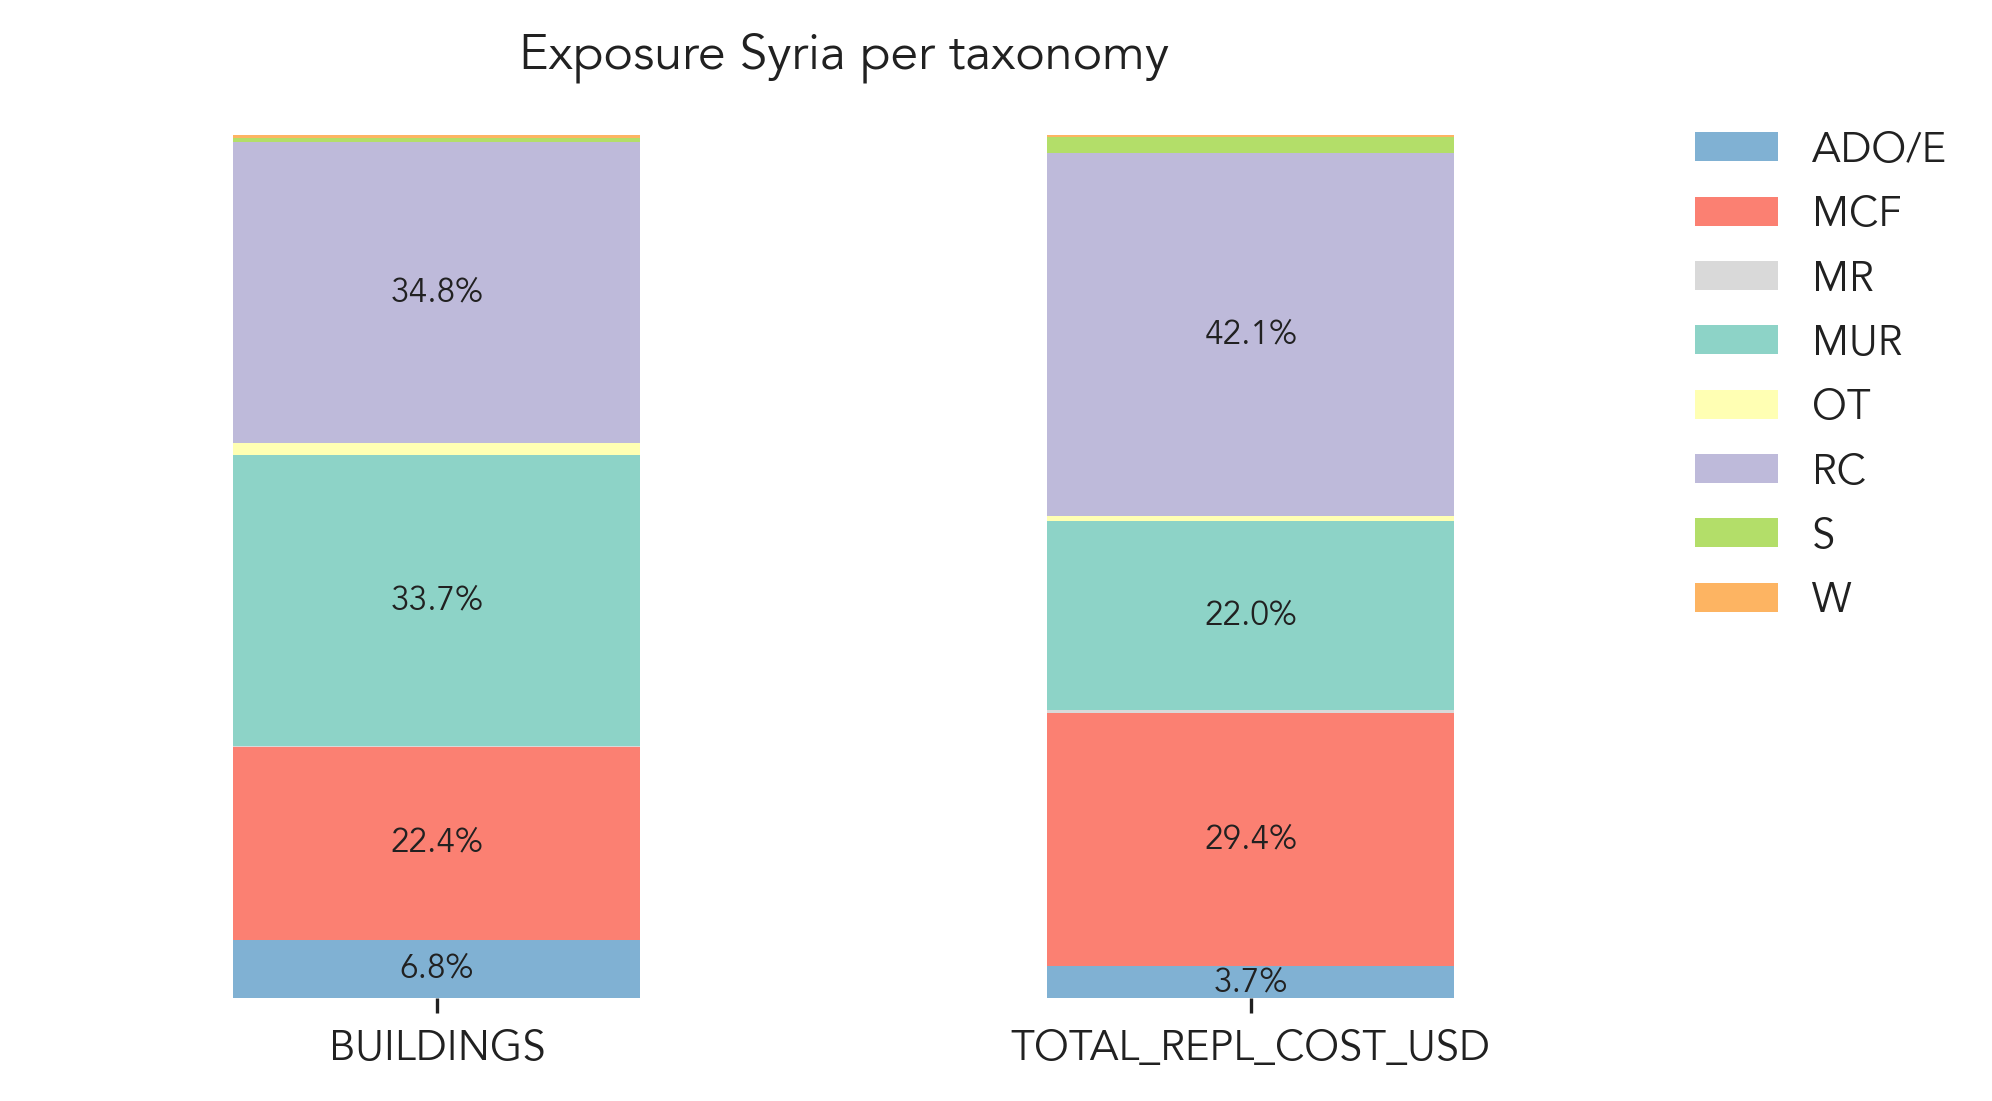 Exposure Syria per taxonomy
34.8%
33.7%
22.4%
6.8%
BUILDINGS
42.1%
22.0%
29.4%
3.7%
TOTAL_REPL_COST_USD
ADO/E
MCF
MR
MUR
OT
RC
S
W